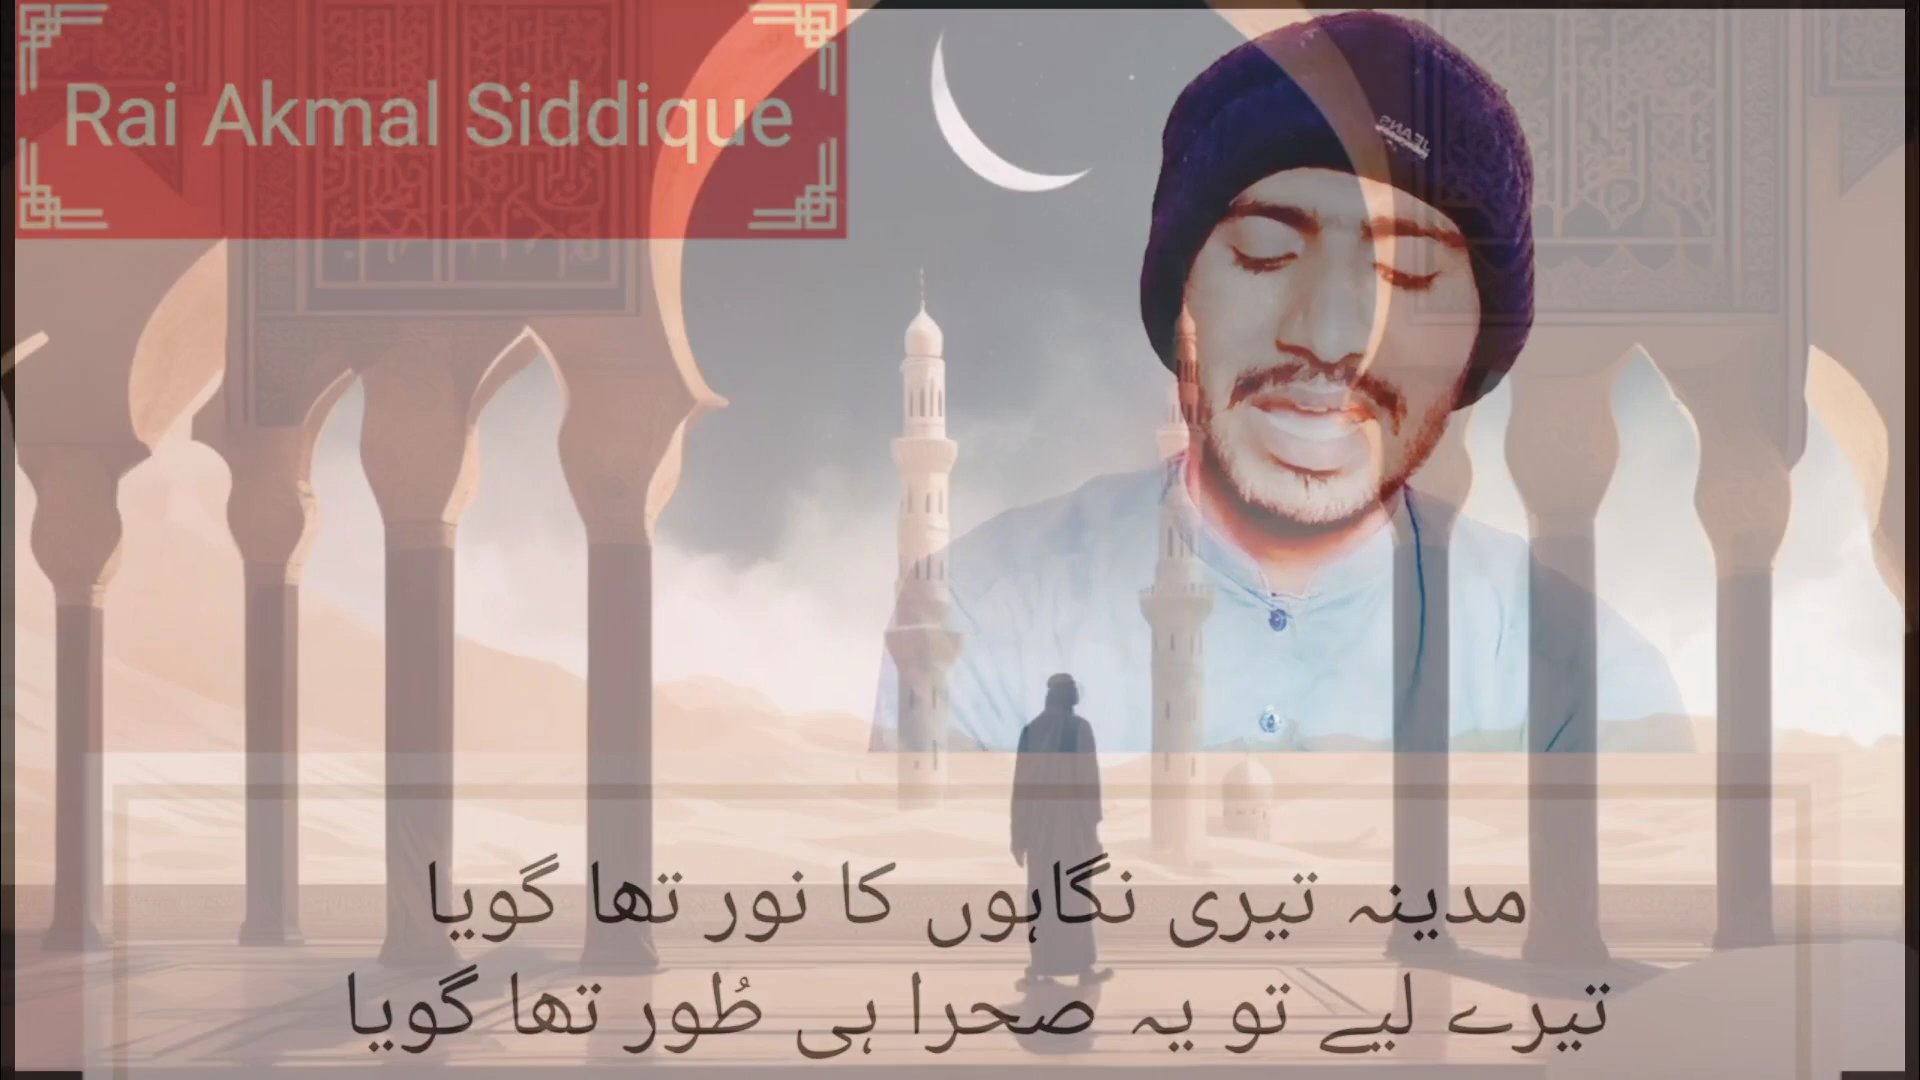 Rai Akmal Siddique
JEANS
مدینہ تیری نگاہوں کا نور تھا گویا
تیرے لیے تو یہ صحرا ہی طُور تھا گویا